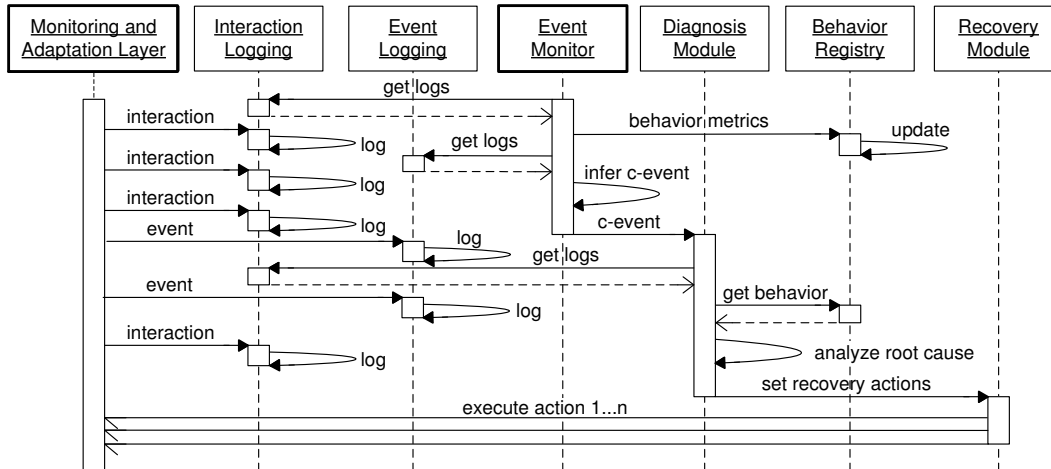 Monitoring and
Adaptation Layer
Interaction
Logging
Event
Logging
Event
Monitor
Diagnosis
Module
Behavior
Registry
Recovery
Module
get logs
interaction
behavior metrics
update
log
get logs
interaction
infer c-event
log
interaction
log
event
log
c-event
get logs
event
get behavior
log
interaction
log
analyze root cause
set recovery actions
execute action 1...n